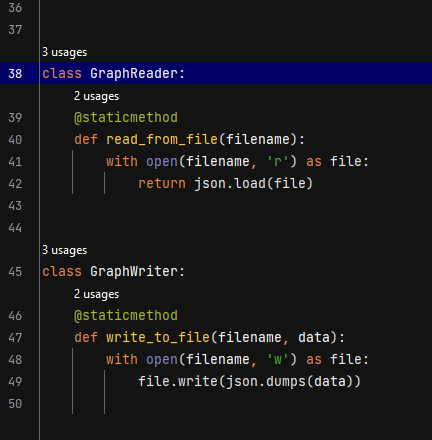 36
37
3 usages
38 class GraphReader:
2 usages
39 @staticmethod
40 def read_from_file(filename):
41 with open(filename, 'r') as file:
42 return json.load(file)
43
44
3 usages
45 class GraphWriter:
2 usages
46 @staticmethod
47 def write_to_file(filename, data):
48 with open(filename, 'w') as file:
49 file.write(json.dumps(data))
50